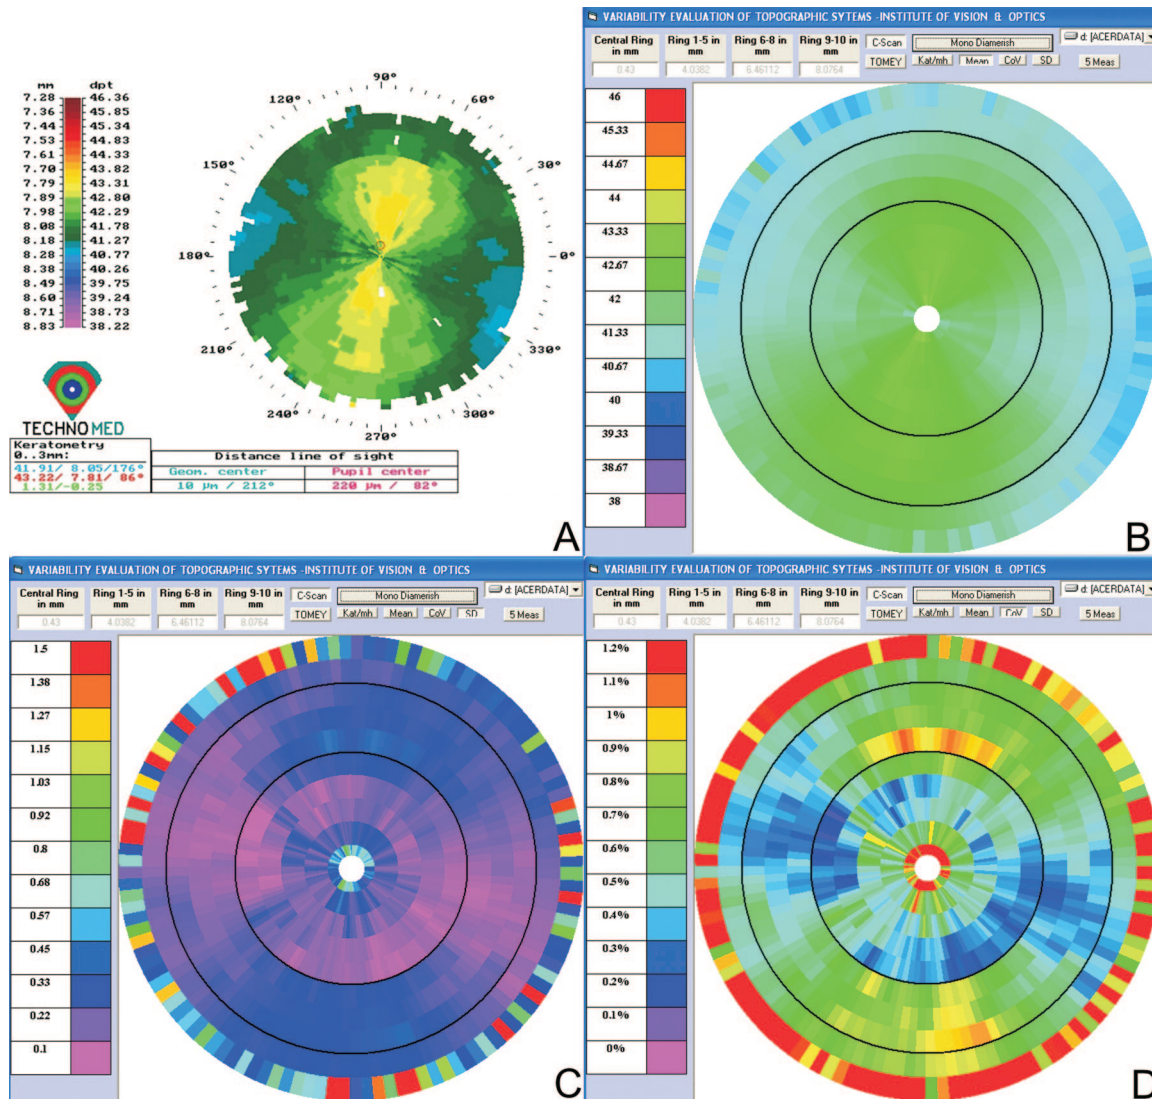 mm dpt
7.28 46.36
7.36 45.85
7.44 45.34
7.53 44.83
7.61 44.33
7.70 43.82
7.79 43.31
7.89 42.80
7.98 42.29
8.08 41.78
8.18 41.27
8.28 40.77
8.38 40.26
8.49 39.75
8.60 39.24
8.71 38.73
8.83 38.22
90°
120° 60°
150° 30°
180° 0°
210° 330°
240° 300°
270°
TECHNOMED
Keratometry
0..3mm:
41.91/ 8.05/176°
43.22/ 7.81/ 86°
1.31/-0.25
Distance line of sight
Geom. center Pupil center
10 µm / 212° 220 µm / 82°
A
VARIABILITY EVALUATION OF TOPOGRAPHIC SYTEMS -INSTITUTE OF VISION & OPTICS
Central Ring in mm Ring 1-5 in mm Ring 6-8 in mm Ring 9-10 in mm
0.43 4.0382 6.46112 8.0764
C-Scan Mono Diamerish d: [ACERDATA]
TOMEY Kat/mh Mean CoV SD 5 Meas
46
45.33
44.67
44
43.33
42.67
42
41.33
40.67
40
39.33
38.67
38
B
VARIABILITY EVALUATION OF TOPOGRAPHIC SYTEMS -INSTITUTE OF VISION & OPTICS
Central Ring in mm Ring 1-5 in mm Ring 6-8 in mm Ring 9-10 in mm
0.43 4.0382 6.46112 8.0764
C-Scan Mono Diamerish d: [ACERDATA]
TOMEY Kat/mh Mean CoV SD 5 Meas
1.5
1.38
1.27
1.15
1.03
0.92
0.8
0.68
0.57
0.45
0.33
0.22
0.1
C
VARIABILITY EVALUATION OF TOPOGRAPHIC SYTEMS -INSTITUTE OF VISION & OPTICS
Central Ring in mm Ring 1-5 in mm Ring 6-8 in mm Ring 9-10 in mm
0.43 4.0382 6.46112 8.0764
C-Scan Mono Diamerish d: [ACERDATA]
TOMEY Kat/mh Mean CoV SD 5 Meas
1.2%
1.1%
1%
0.9%
0.8%
0.7%
0.6%
0.5%
0.4%
0.3%
0.2%
0.1%
0%
D